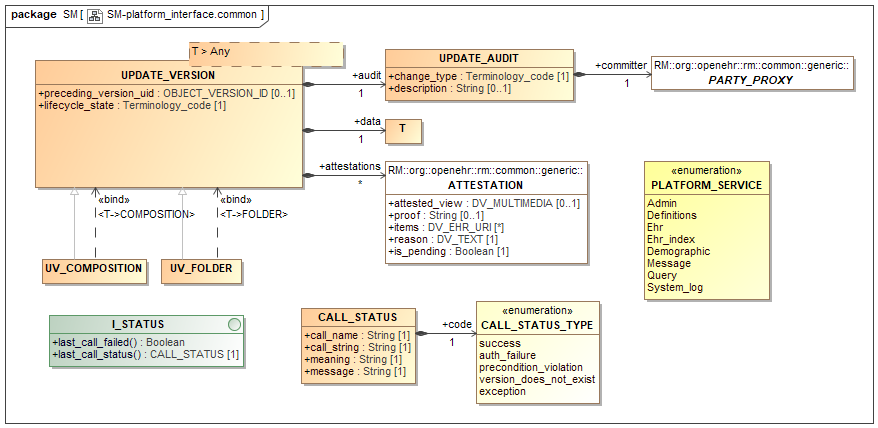 package SM [ SM-platform_interface.common ]
T > Any
UPDATE_VERSION
+preceding_version_uid : OBJECT_VERSION_ID [0..1]
+lifecycle_state : Terminology_code [1]
+audit
1
UPDATE_AUDIT
+change_type : Terminology_code [1]
+description : String [0..1]
+committer
1
RM::org::openehr::rm::common::generic::
PARTY_PROXY
+data
1
T
+attestations
*
RM::org::openehr::rm::common::generic::
ATTESTATION
+attested_view : DV_MULTIMEDIA [0..1]
+proof : String [0..1]
+items : DV_EHR_URI [*]
+reason : DV_TEXT [1]
+is_pending : Boolean [1]
«enumeration»
PLATFORM_SERVICE
Admin
Definitions
Ehr
Ehr_index
Demographic
Message
Query
System_log
«bind»
<T->COMPOSITION>
«bind»
<T->FOLDER>
UV_COMPOSITION
UV_FOLDER
I_STATUS
+last_call_failed() : Boolean
+last_call_status() : CALL_STATUS [1]
CALL_STATUS
+call_name : String [1]
+call_string : String [1]
+meaning : String [1]
+message : String [1]
+code
1
«enumeration»
CALL_STATUS_TYPE
success
auth_failure
precondition_violation
version_does_not_exist
exception